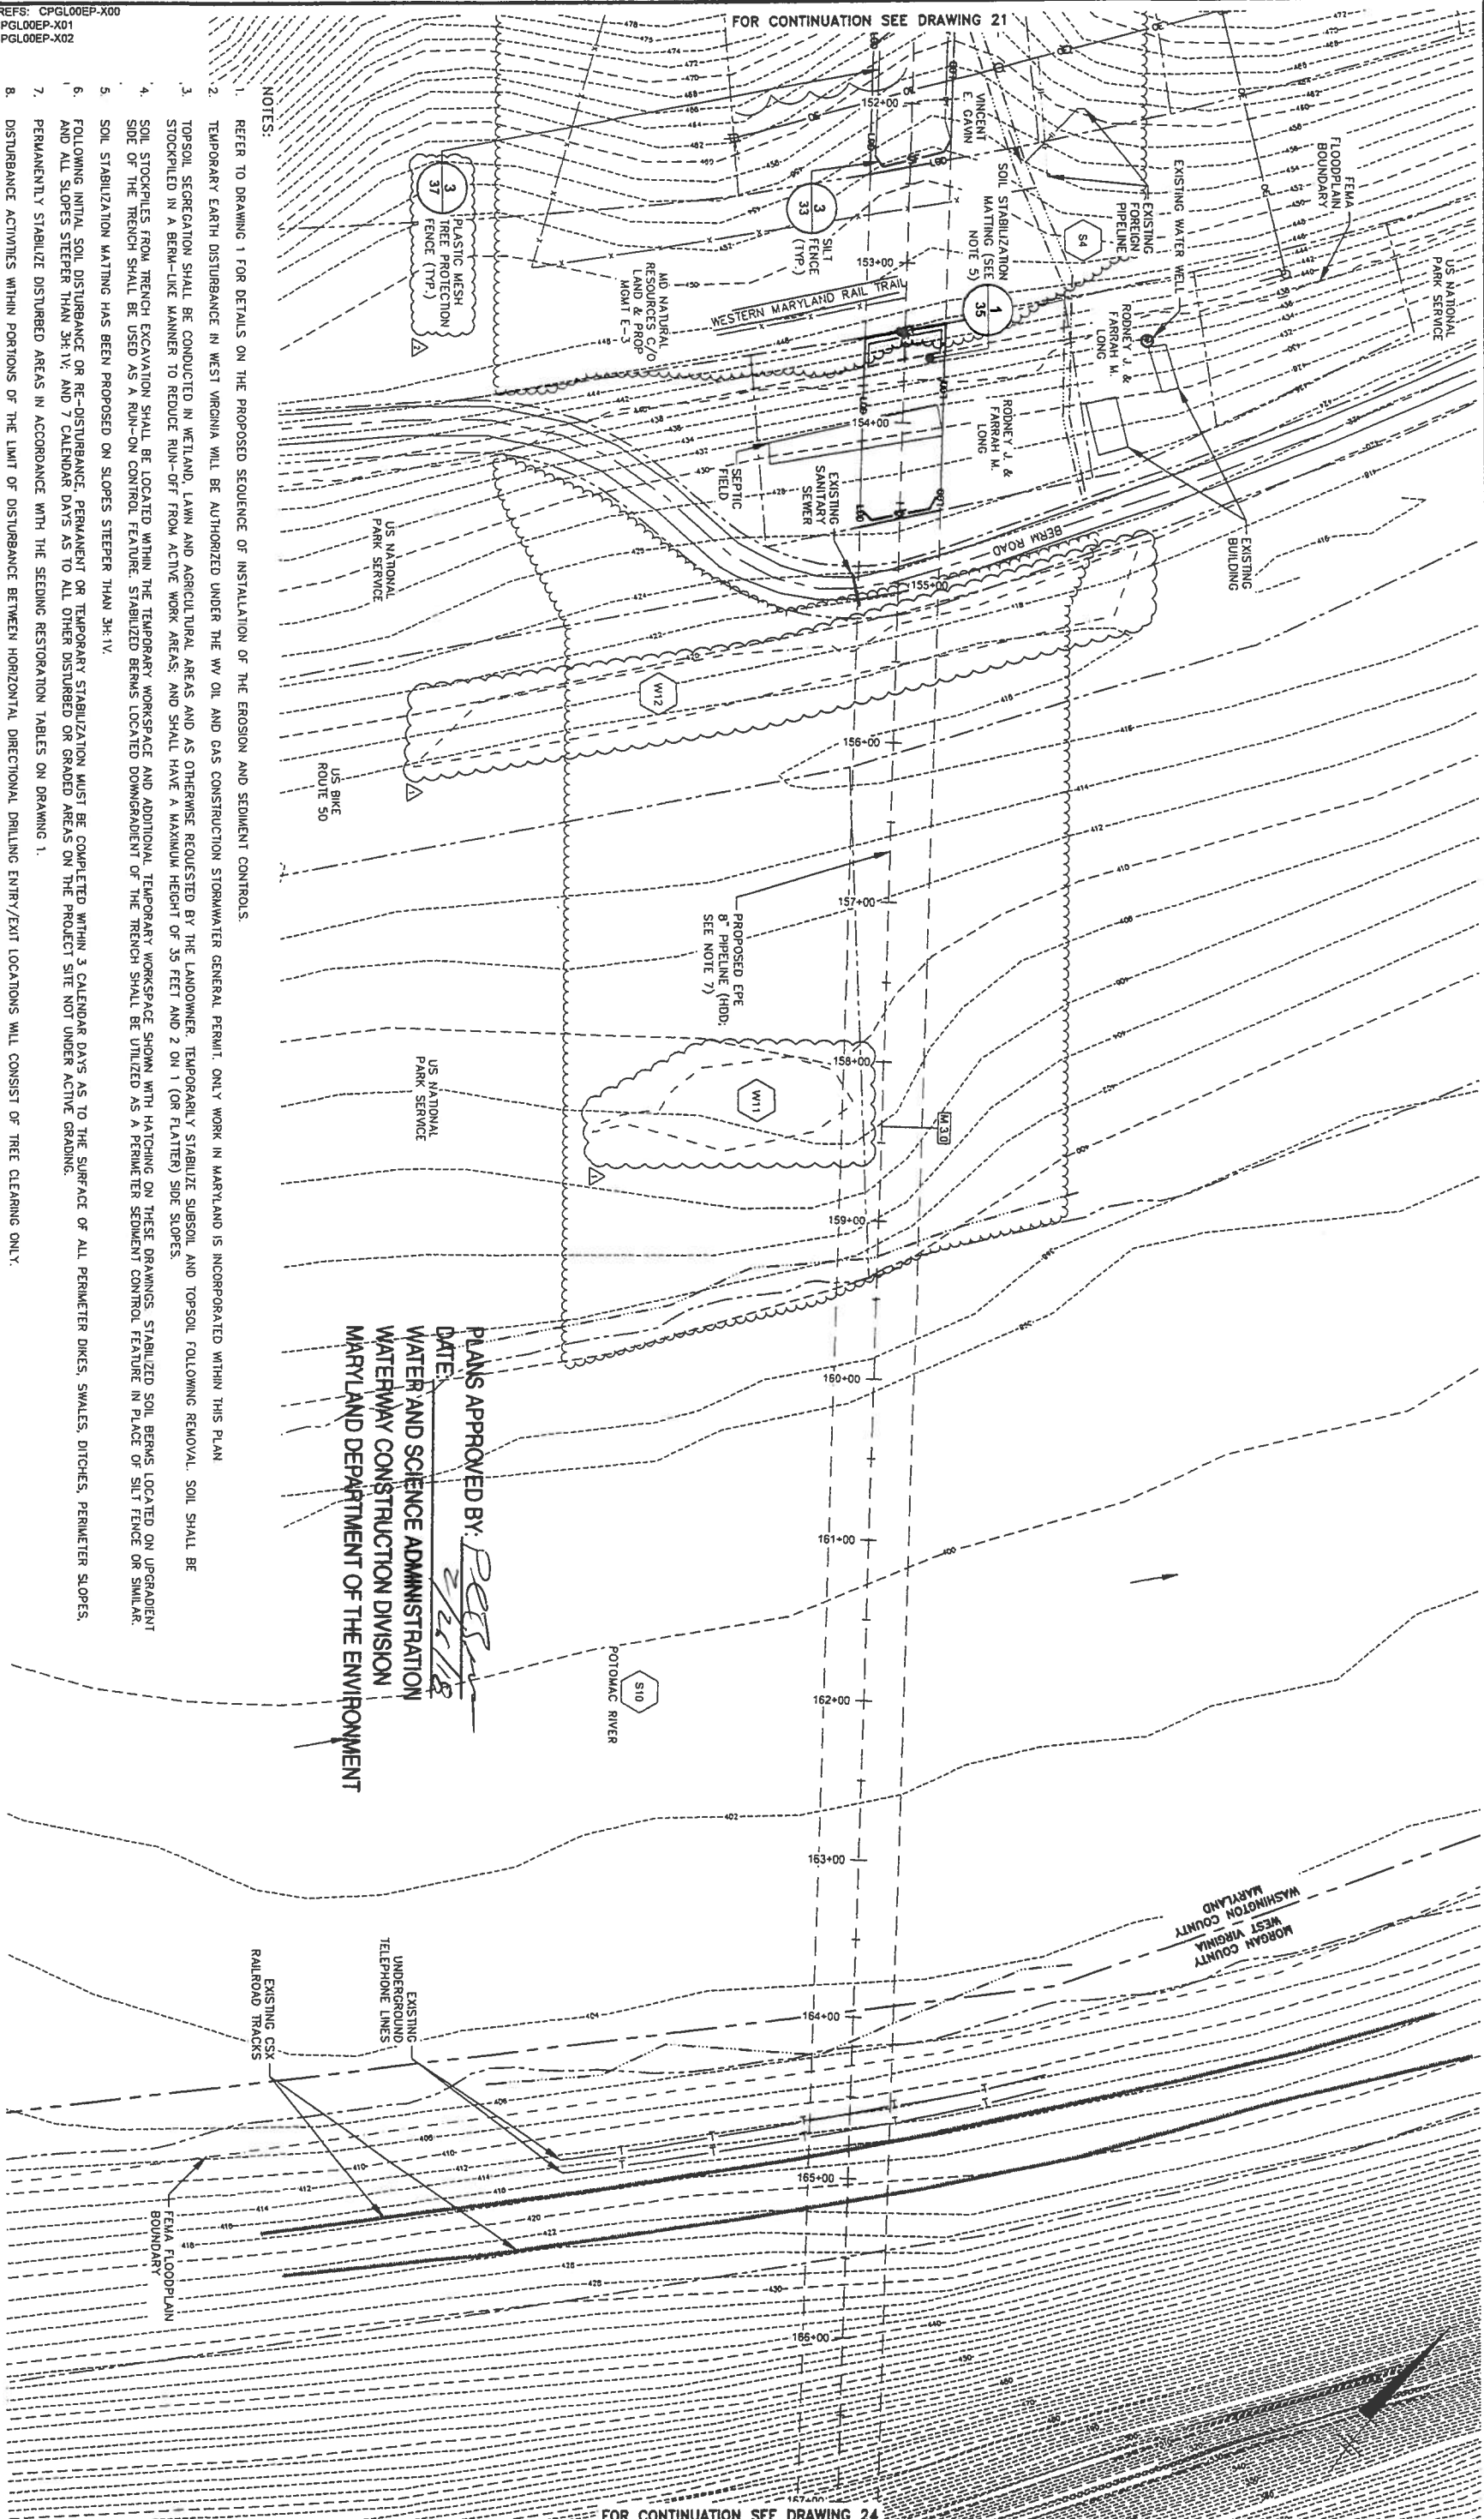 REFS: CPGL00EP-X00
PGL00EP-X01
PGL00EP-X02
FOR CONTINUATION SEE DRAWING 21
US NATIONAL
PARK SERVICE
FEMA
FLOODPLAIN
BOUNDARY
EXISTING WATER WELL
EXISTING
FOREIGN
PIPELINE
S4
RODNEY J. &
FARRAH M.
LONG
VINCENT
E. GAVIN
SOIL STABILIZATION
MATTING (SEE
NOTE 5)
1
35
3
33
SILT
FENCE
(TYP.)
3
37
PLASTIC MESH
TREE PROTECTION
FENCE (TYP.)
MD NATURAL
RESOURCES C/O
LAND & PROP
MGMT E-3
WESTERN MARYLAND RAIL TRAIL
RODNEY J. &
FARRAH M.
LONG
SEPTIC
FIELD
EXISTING
SANITARY
SEWER
BERM ROAD
EXISTING
BUILDING
US NATIONAL
PARK SERVICE
W12
US BIKE
ROUTE 50
PROPOSED EPE
8" PIPELINE (HDD;
SEE NOTE 7)
W11
M 3.0
US NATIONAL
PARK SERVICE
152+00
153+00
154+00
155+00
156+00
157+00
158+00
159+00
160+00
161+00
162+00
163+00
164+00
165+00
166+00
167+00
PLANS APPROVED BY:
DATE: 2/26/18
WATER AND SCIENCE ADMINISTRATION
WATERWAY CONSTRUCTION DIVISION
MARYLAND DEPARTMENT OF THE ENVIRONMENT
S10
POTOMAC RIVER
MORGAN COUNTY
WEST VIRGINIA
WASHINGTON COUNTY
MARYLAND
EXISTING
UNDERGROUND
TELEPHONE LINES
EXISTING CSX
RAILROAD TRACKS
FEMA FLOODPLAIN
BOUNDARY
FOR CONTINUATION SEE DRAWING 24
NOTES:
1. REFER TO DRAWING 1 FOR DETAILS ON THE PROPOSED SEQUENCE OF INSTALLATION OF THE EROSION AND SEDIMENT CONTROLS.
2. TEMPORARY EARTH DISTURBANCE IN WEST VIRGINIA WILL BE AUTHORIZED UNDER THE WV OIL AND GAS CONSTRUCTION STORMWATER GENERAL PERMIT. ONLY WORK IN MARYLAND IS INCORPORATED WITHIN THIS PLAN
3. TOPSOIL SEGREGATION SHALL BE CONDUCTED IN WETLAND, LAWN AND AGRICULTURAL AREAS AND AS OTHERWISE REQUESTED BY THE LANDOWNER. TEMPORARILY STABILIZE SUBSOIL AND TOPSOIL FOLLOWING REMOVAL. SOIL SHALL BE
STOCKPILED IN A BERM-LIKE MANNER TO REDUCE RUN-OFF FROM ACTIVE WORK AREAS; AND SHALL HAVE A MAXIMUM HEIGHT OF 35 FEET AND 2 ON 1 (OR FLATTER) SIDE SLOPES.
4. SOIL STOCKPILES FROM TRENCH EXCAVATION SHALL BE LOCATED WITHIN THE TEMPORARY WORKSPACE AND ADDITIONAL TEMPORARY WORKSPACE SHOWN WITH HATCHING ON THESE DRAWINGS. STABILIZED SOIL BERMS LOCATED ON UPGRADIENT
SIDE OF THE TRENCH SHALL BE USED AS A RUN-ON CONTROL FEATURE. STABILIZED BERMS LOCATED DOWNGRADIENT OF THE TRENCH SHALL BE UTILIZED AS A PERIMETER SEDIMENT CONTROL FEATURE IN PLACE OF SILT FENCE OR SIMILAR.
5. SOIL STABILIZATION MATTING HAS BEEN PROPOSED ON SLOPES STEEPER THAN 3H:1V.
6. FOLLOWING INITIAL SOIL DISTURBANCE OR RE-DISTURBANCE, PERMANENT OR TEMPORARY STABILIZATION MUST BE COMPLETED WITHIN 3 CALENDAR DAYS AS TO THE SURFACE OF ALL PERIMETER DIKES, SWALES, DITCHES, PERIMETER SLOPES,
AND ALL SLOPES STEEPER THAN 3H:1V; AND 7 CALENDAR DAYS AS TO ALL OTHER DISTURBED OR GRADED AREAS ON THE PROJECT SITE NOT UNDER ACTIVE GRADING.
7. PERMANENTLY STABILIZE DISTURBED AREAS IN ACCORDANCE WITH THE SEEDING RESTORATION TABLES ON DRAWING 1.
8. DISTURBANCE ACTIVITIES WITHIN PORTIONS OF THE LIMIT OF DISTURBANCE BETWEEN HORIZONTAL DIRECTIONAL DRILLING ENTRY/EXIT LOCATIONS WILL CONSIST OF TREE CLEARING ONLY.